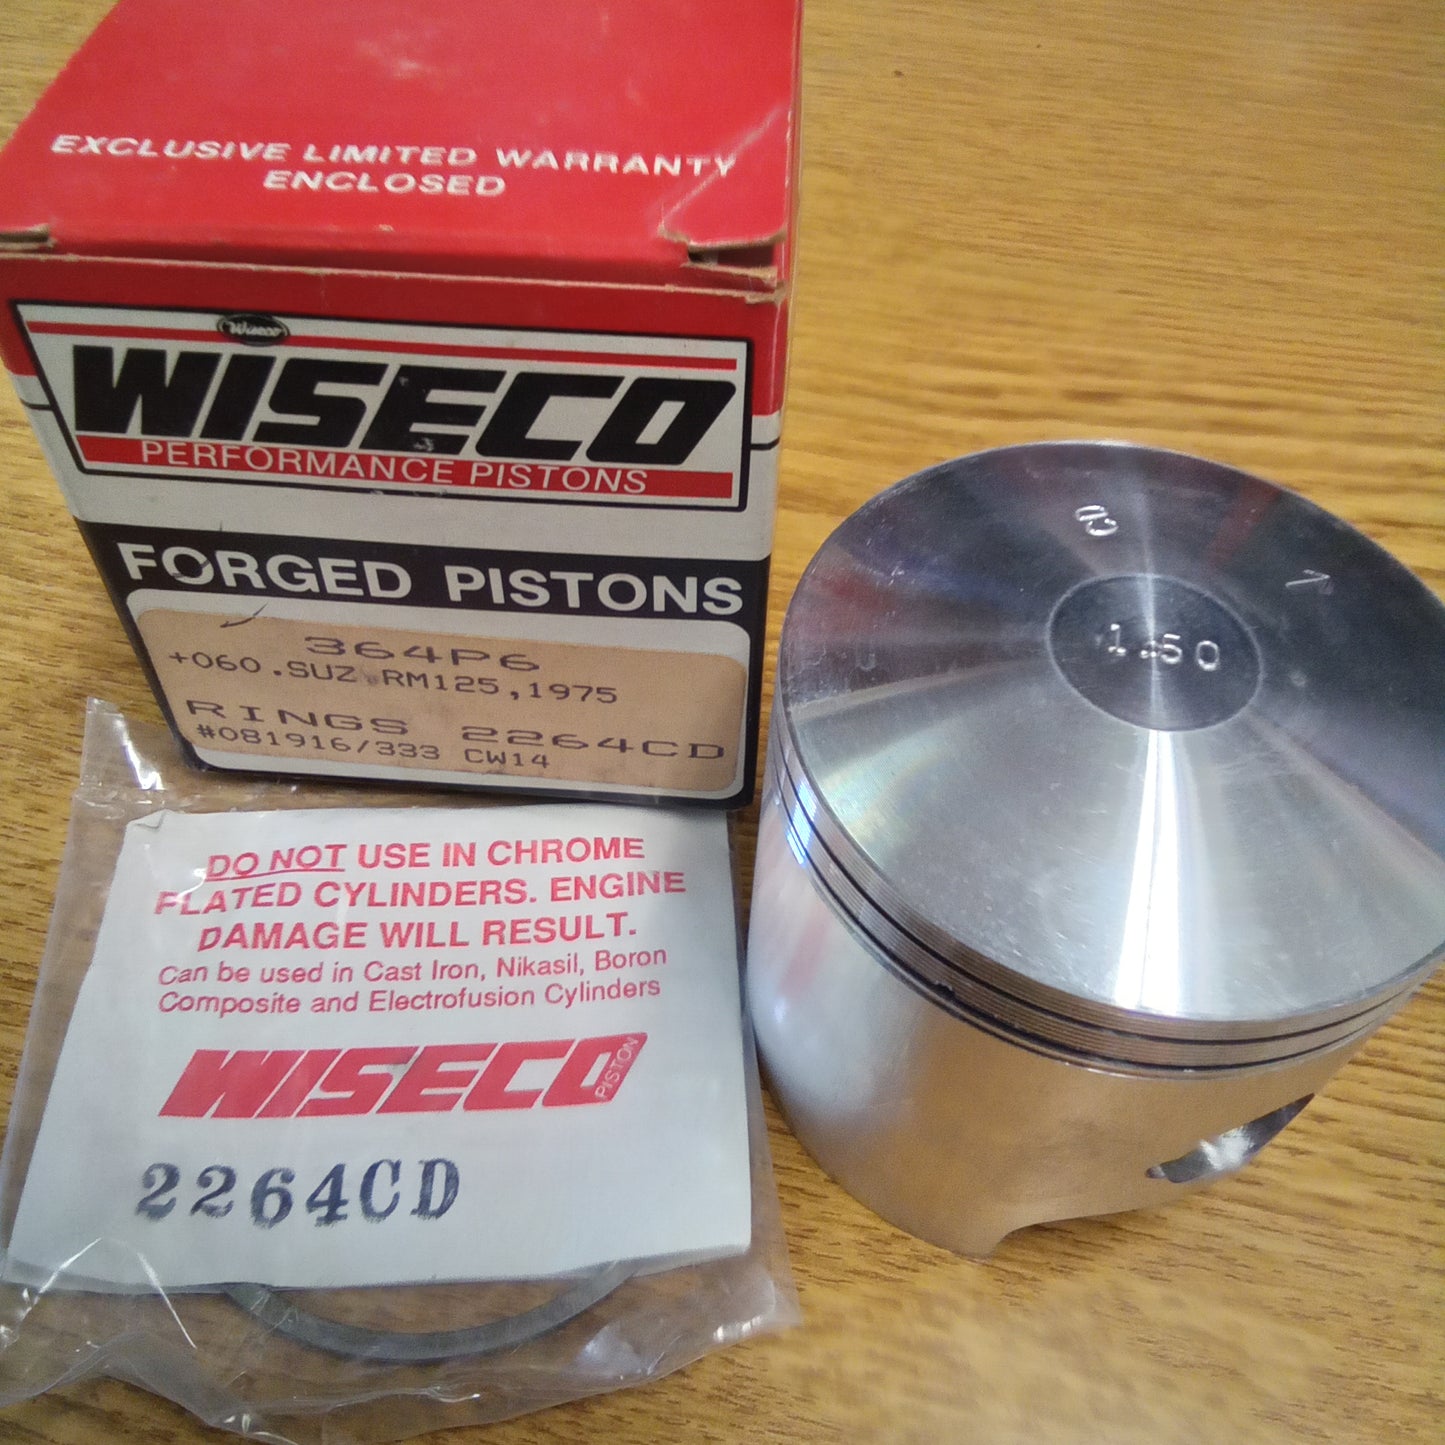 EXCLUSIVE LIMITED WARRANTY
ENCLOSED
Wiseco
WISECO
PERFORMANCE PISTONS
FORGED PISTONS
364P6
+060.SUZ RM125,1975
RINGS 2264CD
#081916/333 CW14
DO NOT USE IN CHROME
PLATED CYLINDERS. ENGINE
DAMAGE WILL RESULT.
Can be used in Cast Iron, Nikasil, Boron
Composite and Electrofusion Cylinders
WISECO
PISTON
2264CD